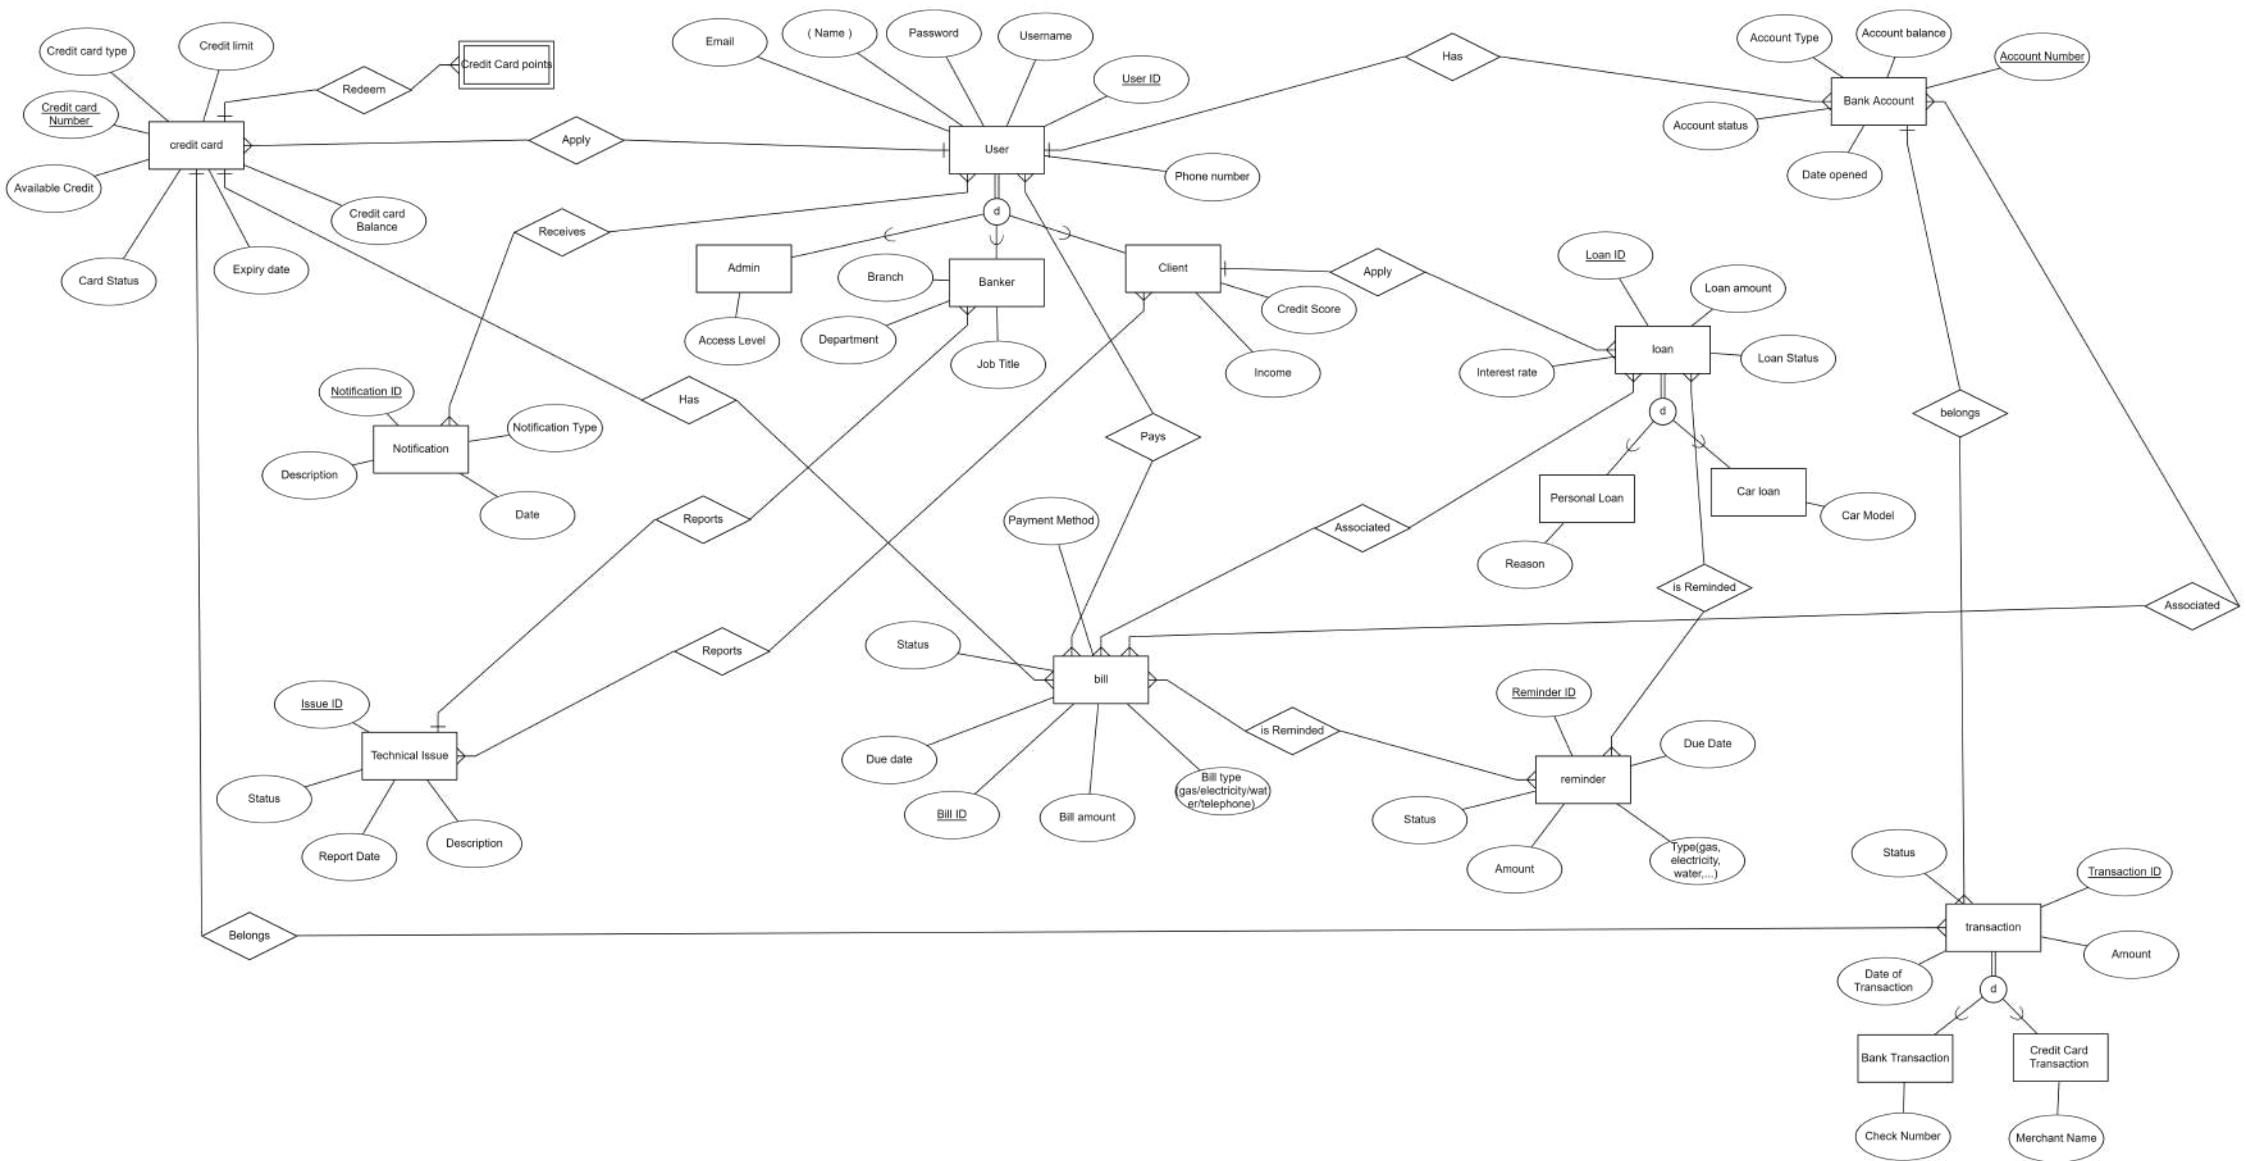 Credit card type
Credit limit
Credit Card points
Redeem
Credit card
Number
credit card
Apply
Available Credit
Credit card
Balance
Card Status
Expiry date
Email
( Name )
Password
Username
User ID
User
Phone number
Has
Account Type
Account balance
Account Number
Bank Account
Account status
Date opened
Receives
d
Admin
Access Level
Branch
Banker
Department
Job Title
Client
Apply
Credit Score
Income
Loan ID
Loan amount
loan
Loan Status
Interest rate
d
Personal Loan
Car loan
Reason
Car Model
belongs
Has
Pays
Notification ID
Notification Type
Notification
Description
Date
Reports
Payment Method
Associated
is Reminded
Associated
Reports
Status
bill
Due date
Bill ID
Bill amount
Bill type
(gas/electricity/wat
er/telephone)
is Reminded
Issue ID
Technical Issue
Status
Report Date
Description
Reminder ID
Due Date
reminder
Status
Amount
Type(gas,
electricity,
water,...)
Belongs
Status
Transaction ID
transaction
Amount
Date of
Transaction
d
Bank Transaction
Credit Card
Transaction
Check Number
Merchant Name